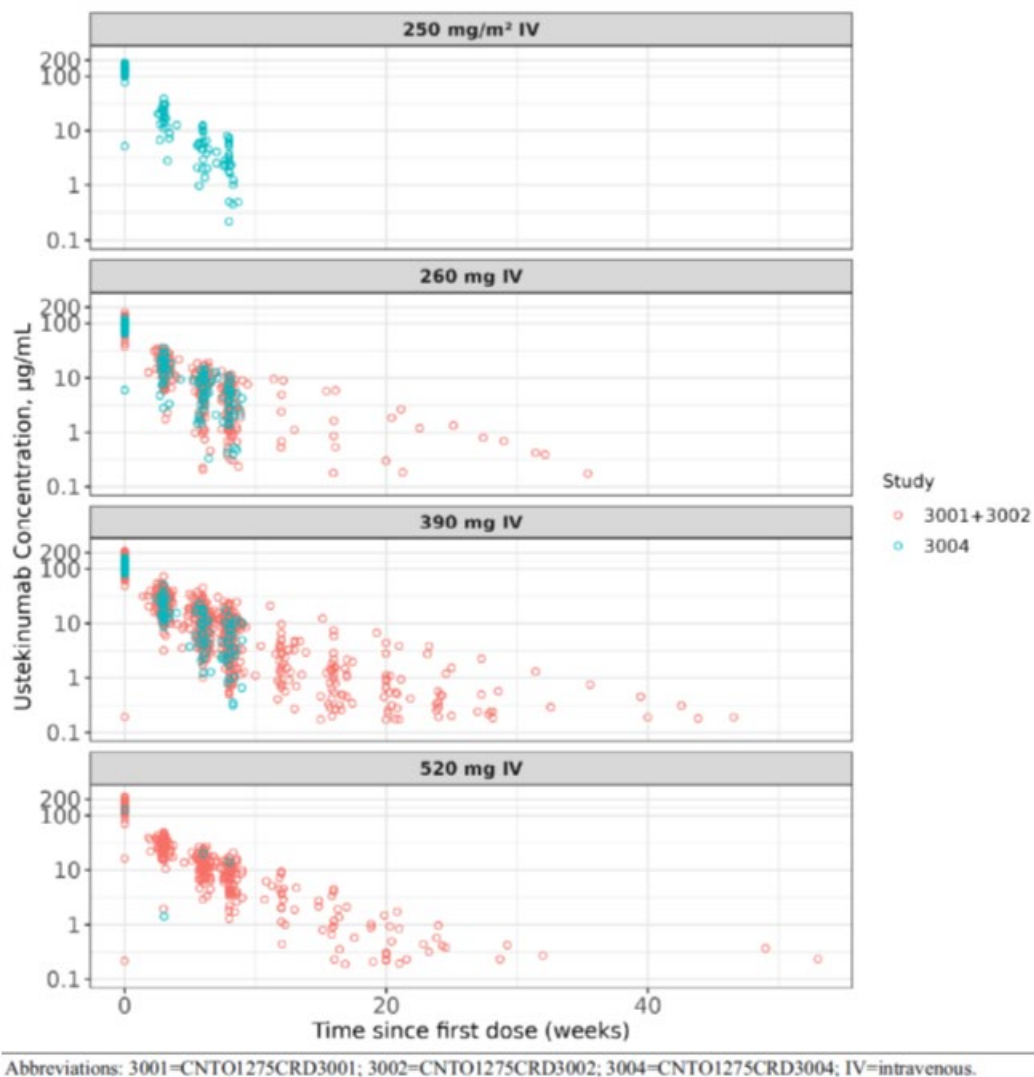 250 mg/m² IV
200
100
10
1
0.1
260 mg IV
200
100
10
1
0.1
390 mg IV
200
100
10
1
0.1
520 mg IV
200
100
10
1
0.1
Ustekinumab Concentration, µg/mL
0 20 40
Time since first dose (weeks)
Study
3001+3002
3004
Abbreviations: 3001=CNTO1275CRD3001; 3002=CNTO1275CRD3002; 3004=CNTO1275CRD3004; IV=intravenous.